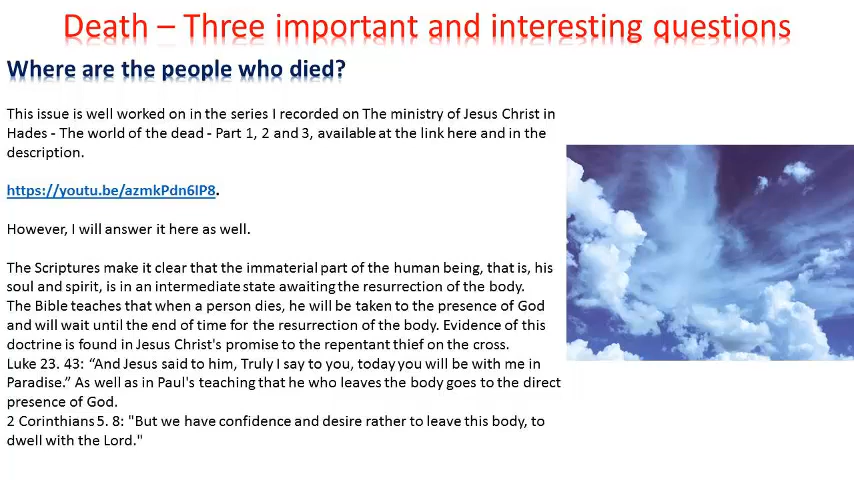 Death – Three important and interesting questions
Where are the people who died?
This issue is well worked on in the series I recorded on The ministry of Jesus Christ in
Hades - The world of the dead - Part 1, 2 and 3, available at the link here and in the
description.
https://youtu.be/azmkPdn6IP8.
However, I will answer it here as well.
The Scriptures make it clear that the immaterial part of the human being, that is, his
soul and spirit, is in an intermediate state awaiting the resurrection of the body.
The Bible teaches that when a person dies, he will be taken to the presence of God
and will wait until the end of time for the resurrection of the body. Evidence of this
doctrine is found in Jesus Christ's promise to the repentant thief on the cross.
Luke 23. 43: “And Jesus said to him, Truly I say to you, today you will be with me in
Paradise.” As well as in Paul's teaching that he who leaves the body goes to the direct
presence of God.
2 Corinthians 5. 8: "But we have confidence and desire rather to leave this body, to
dwell with the Lord."